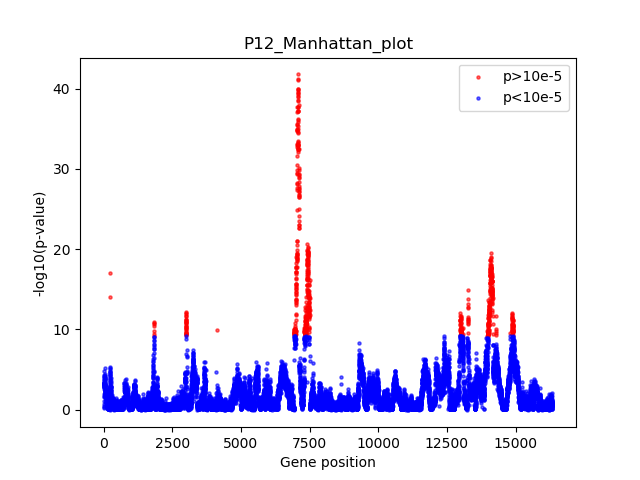 P12_Manhattan_plot
p>10e-5
p<10e-5
40
30
20
10
0
-log10(p-value)
0 2500 5000 7500 10000 12500 15000
Gene position